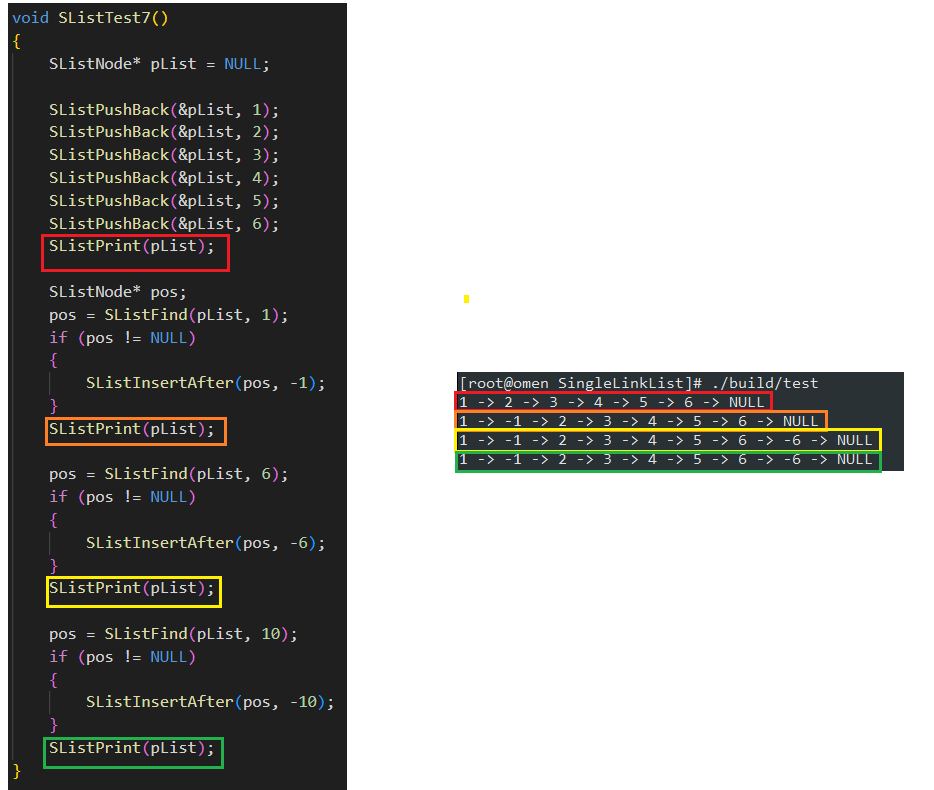 void SListTest7()
{
SListNode* pList = NULL;
SListPushBack(&pList, 1);
SListPushBack(&pList, 2);
SListPushBack(&pList, 3);
SListPushBack(&pList, 4);
SListPushBack(&pList, 5);
SListPushBack(&pList, 6);
SListPrint(pList);
SListNode* pos;
pos = SListFind(pList, 1);
if (pos != NULL)
{
SListInsertAfter(pos, -1);
}
SListPrint(pList);
pos = SListFind(pList, 6);
if (pos != NULL)
{
SListInsertAfter(pos, -6);
}
SListPrint(pList);
pos = SListFind(pList, 10);
if (pos != NULL)
{
SListInsertAfter(pos, -10);
}
SListPrint(pList);
}
[root@omen SingleLinkList]# ./build/test
1 -> 2 -> 3 -> 4 -> 5 -> 6 -> NULL
1 -> -1 -> 2 -> 3 -> 4 -> 5 -> 6 -> NULL
1 -> -1 -> 2 -> 3 -> 4 -> 5 -> 6 -> -6 -> NULL
1 -> -1 -> 2 -> 3 -> 4 -> 5 -> 6 -> -6 -> NULL